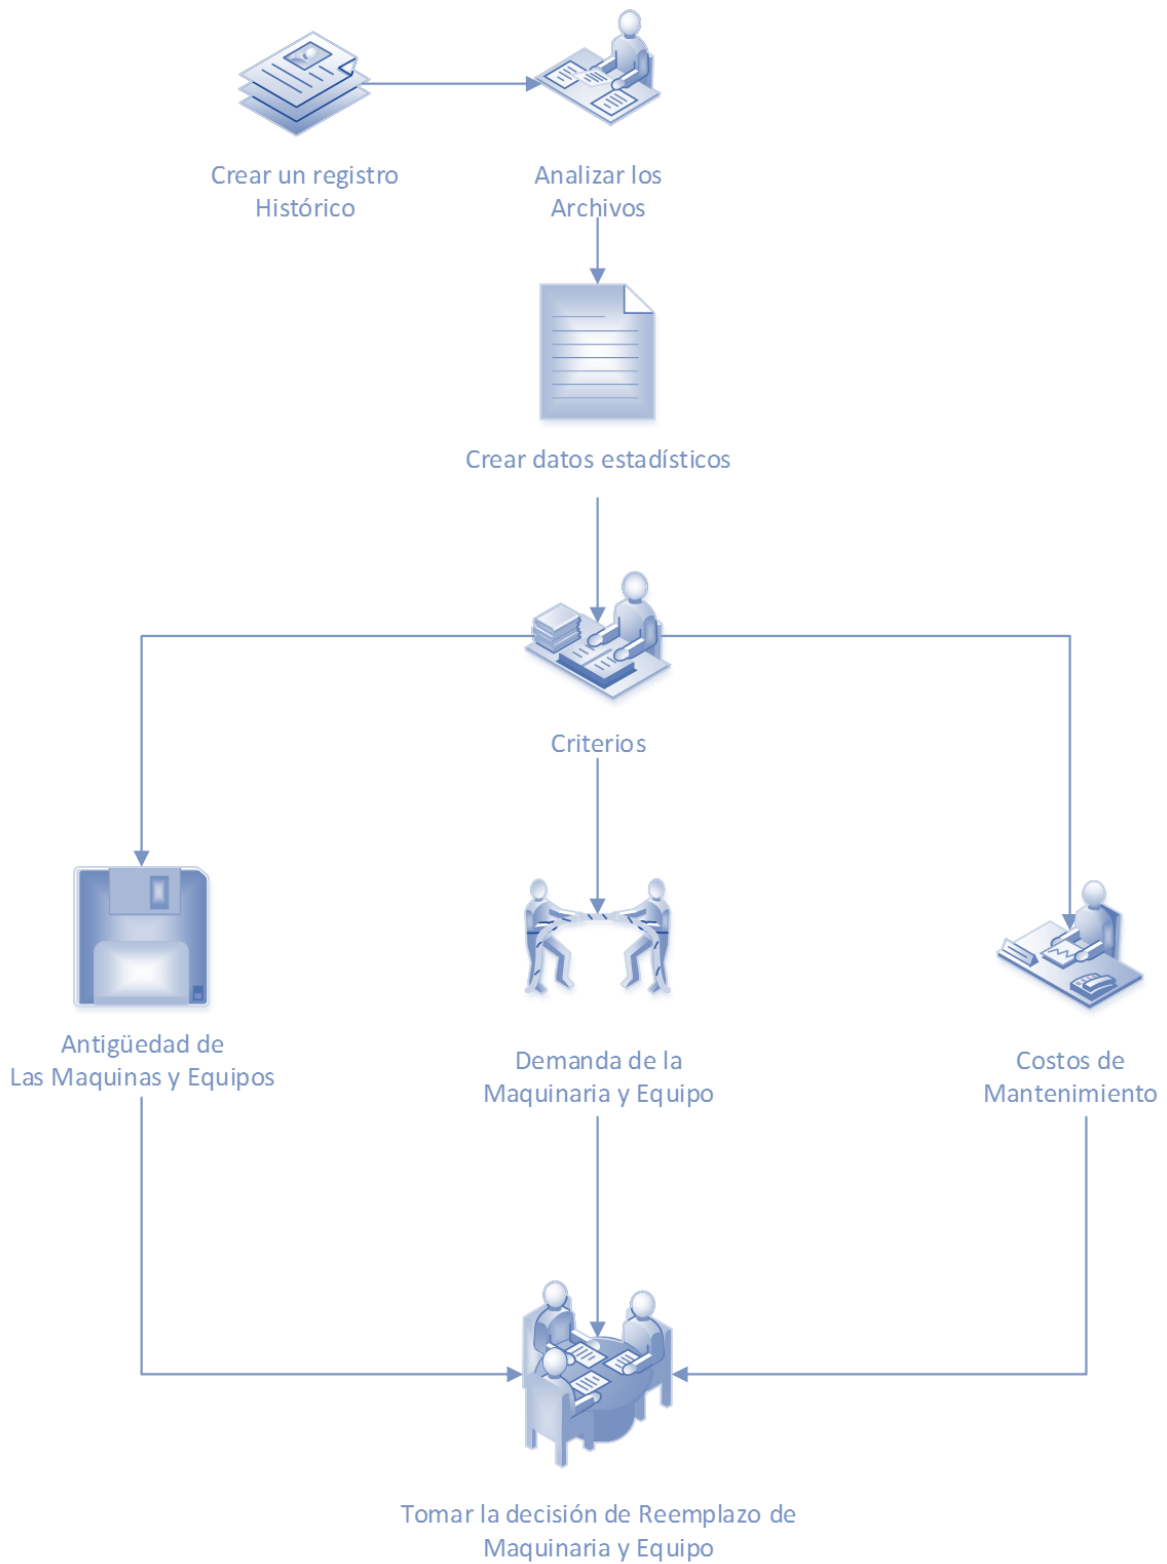 Crear un registro
Histórico
Analizar los
Archivos
Crear datos estadísticos
Criterios
Antigüedad de
Las Maquinas y Equipos
Demanda de la
Maquinaria y Equipo
Costos de
Mantenimiento
Tomar la decisión de Reemplazo de
Maquinaria y Equipo